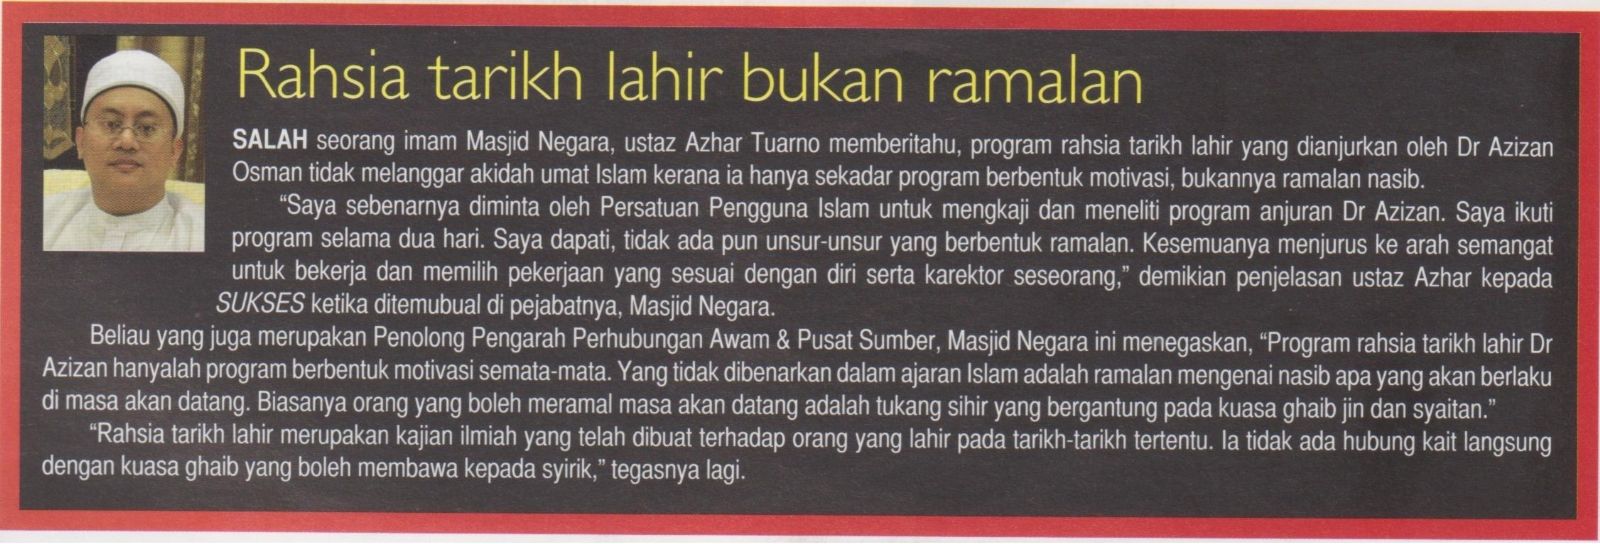 Rahsia tarikh lahir bukan ramalan
SALAH seorang imam Masjid Negara, ustaz Azhar Tuarno memberitahu, program rahsia tarikh lahir yang dianjurkan oleh Dr Azizan
Osman tidak melanggar akidah umat Islam kerana ia hanya sekadar program berbentuk motivasi, bukannya ramalan nasib.
“Saya sebenarnya diminta oleh Persatuan Pengguna Islam untuk mengkaji dan meneliti program anjuran Dr Azizan. Saya ikuti
program selama dua hari. Saya dapati, tidak ada pun unsur-unsur yang berbentuk ramalan. Kesemuanya menjurus ke arah semangat
untuk bekerja dan memilih pekerjaan yang sesuai dengan diri serta karektor seseorang,” demikian penjelasan ustaz Azhar kepada
SUKSES ketika ditemubual di pejabatnya, Masjid Negara.
Beliau yang juga merupakan Penolong Pengarah Perhubungan Awam & Pusat Sumber, Masjid Negara ini menegaskan, “Program rahsia tarikh lahir Dr
Azizan hanyalah program berbentuk motivasi semata-mata. Yang tidak dibenarkan dalam ajaran Islam adalah ramalan mengenai nasib apa yang akan berlaku
di masa akan datang. Biasanya orang yang boleh meramal masa akan datang adalah tukang sihir yang bergantung pada kuasa ghaib jin dan syaitan.”
“Rahsia tarikh lahir merupakan kajian ilmiah yang telah dibuat terhadap orang yang lahir pada tarikh-tarikh tertentu. Ia tidak ada hubung kait langsung
dengan kuasa ghaib yang boleh membawa kepada syirik,” tegasnya lagi.